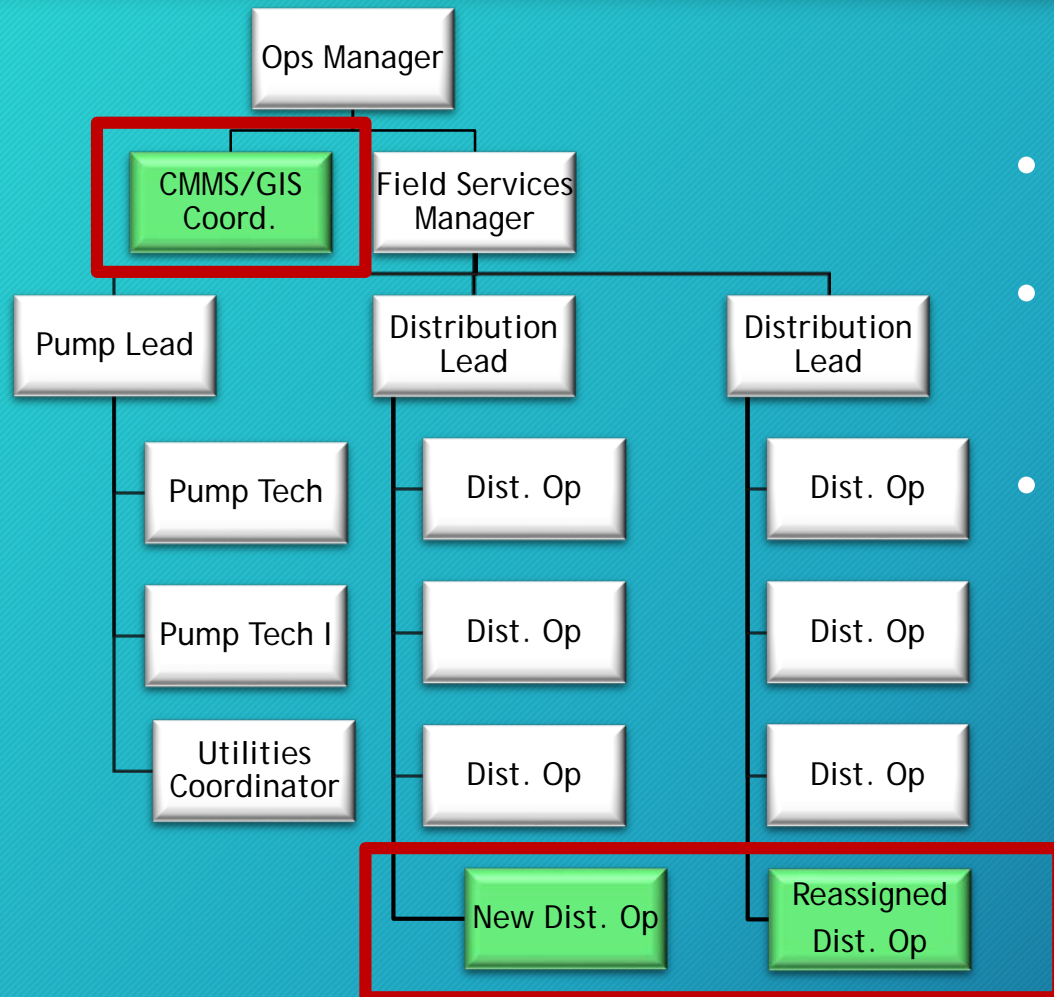 Ops Manager
CMMS/GIS
Coord.
Field Services
Manager
Pump Lead
Distribution
Lead
Distribution
Lead
Pump Tech
Dist. Op
Dist. Op
Pump Tech I
Dist. Op
Dist. Op
Utilities
Coordinator
Dist. Op
Dist. Op
New Dist. Op
Reassigned
Dist. Op